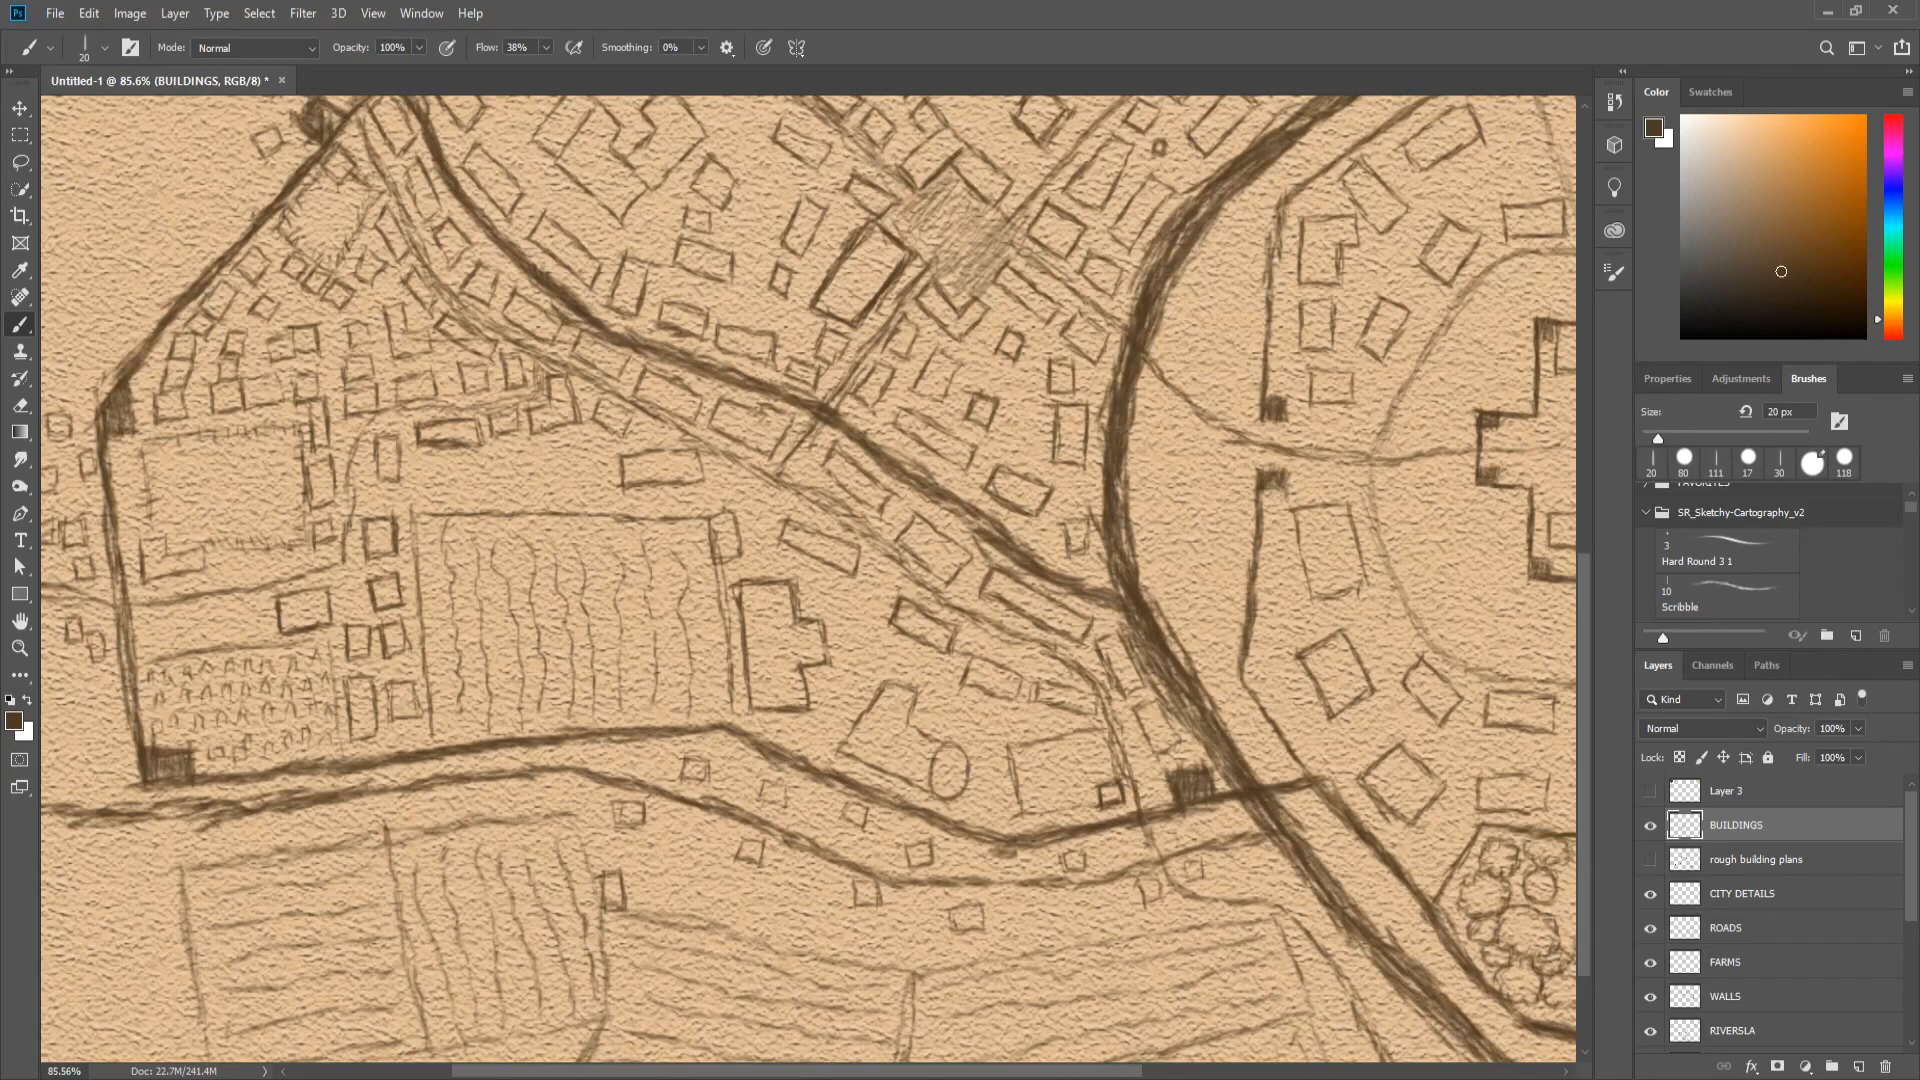 Ps File Edit Image Layer Type Select Filter 3D View Window Help
20 Mode: Normal Opacity: 100% Flow: 38% Smoothing: 0%
Untitled-1 @ 85.6% (BUILDINGS, RGB/8) *
Color Swatches
Properties Adjustments Brushes
Size: 20 px
20 80 111 17 30 118
FAVORITES
SR_Sketchy-Cartography_v2
3
Hard Round 3 1
10
Scribble
Layers Channels Paths
Kind
Normal Opacity: 100%
Lock: Fill: 100%
Layer 3
BUILDINGS
rough building plans
CITY DETAILS
ROADS
FARMS
WALLS
RIVERSLA
85.56% Doc: 22.7M/241.4M